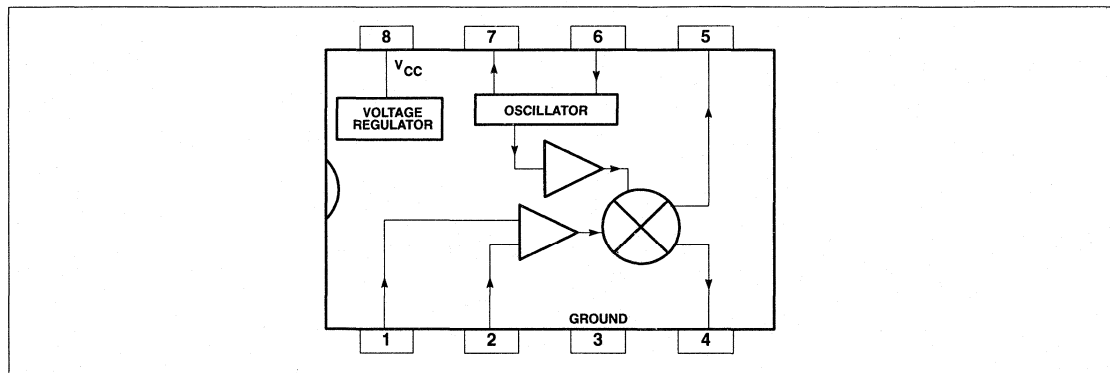 8 7 6 5
VCC
VOLTAGE
REGULATOR
OSCILLATOR
GROUND
1 2 3 4